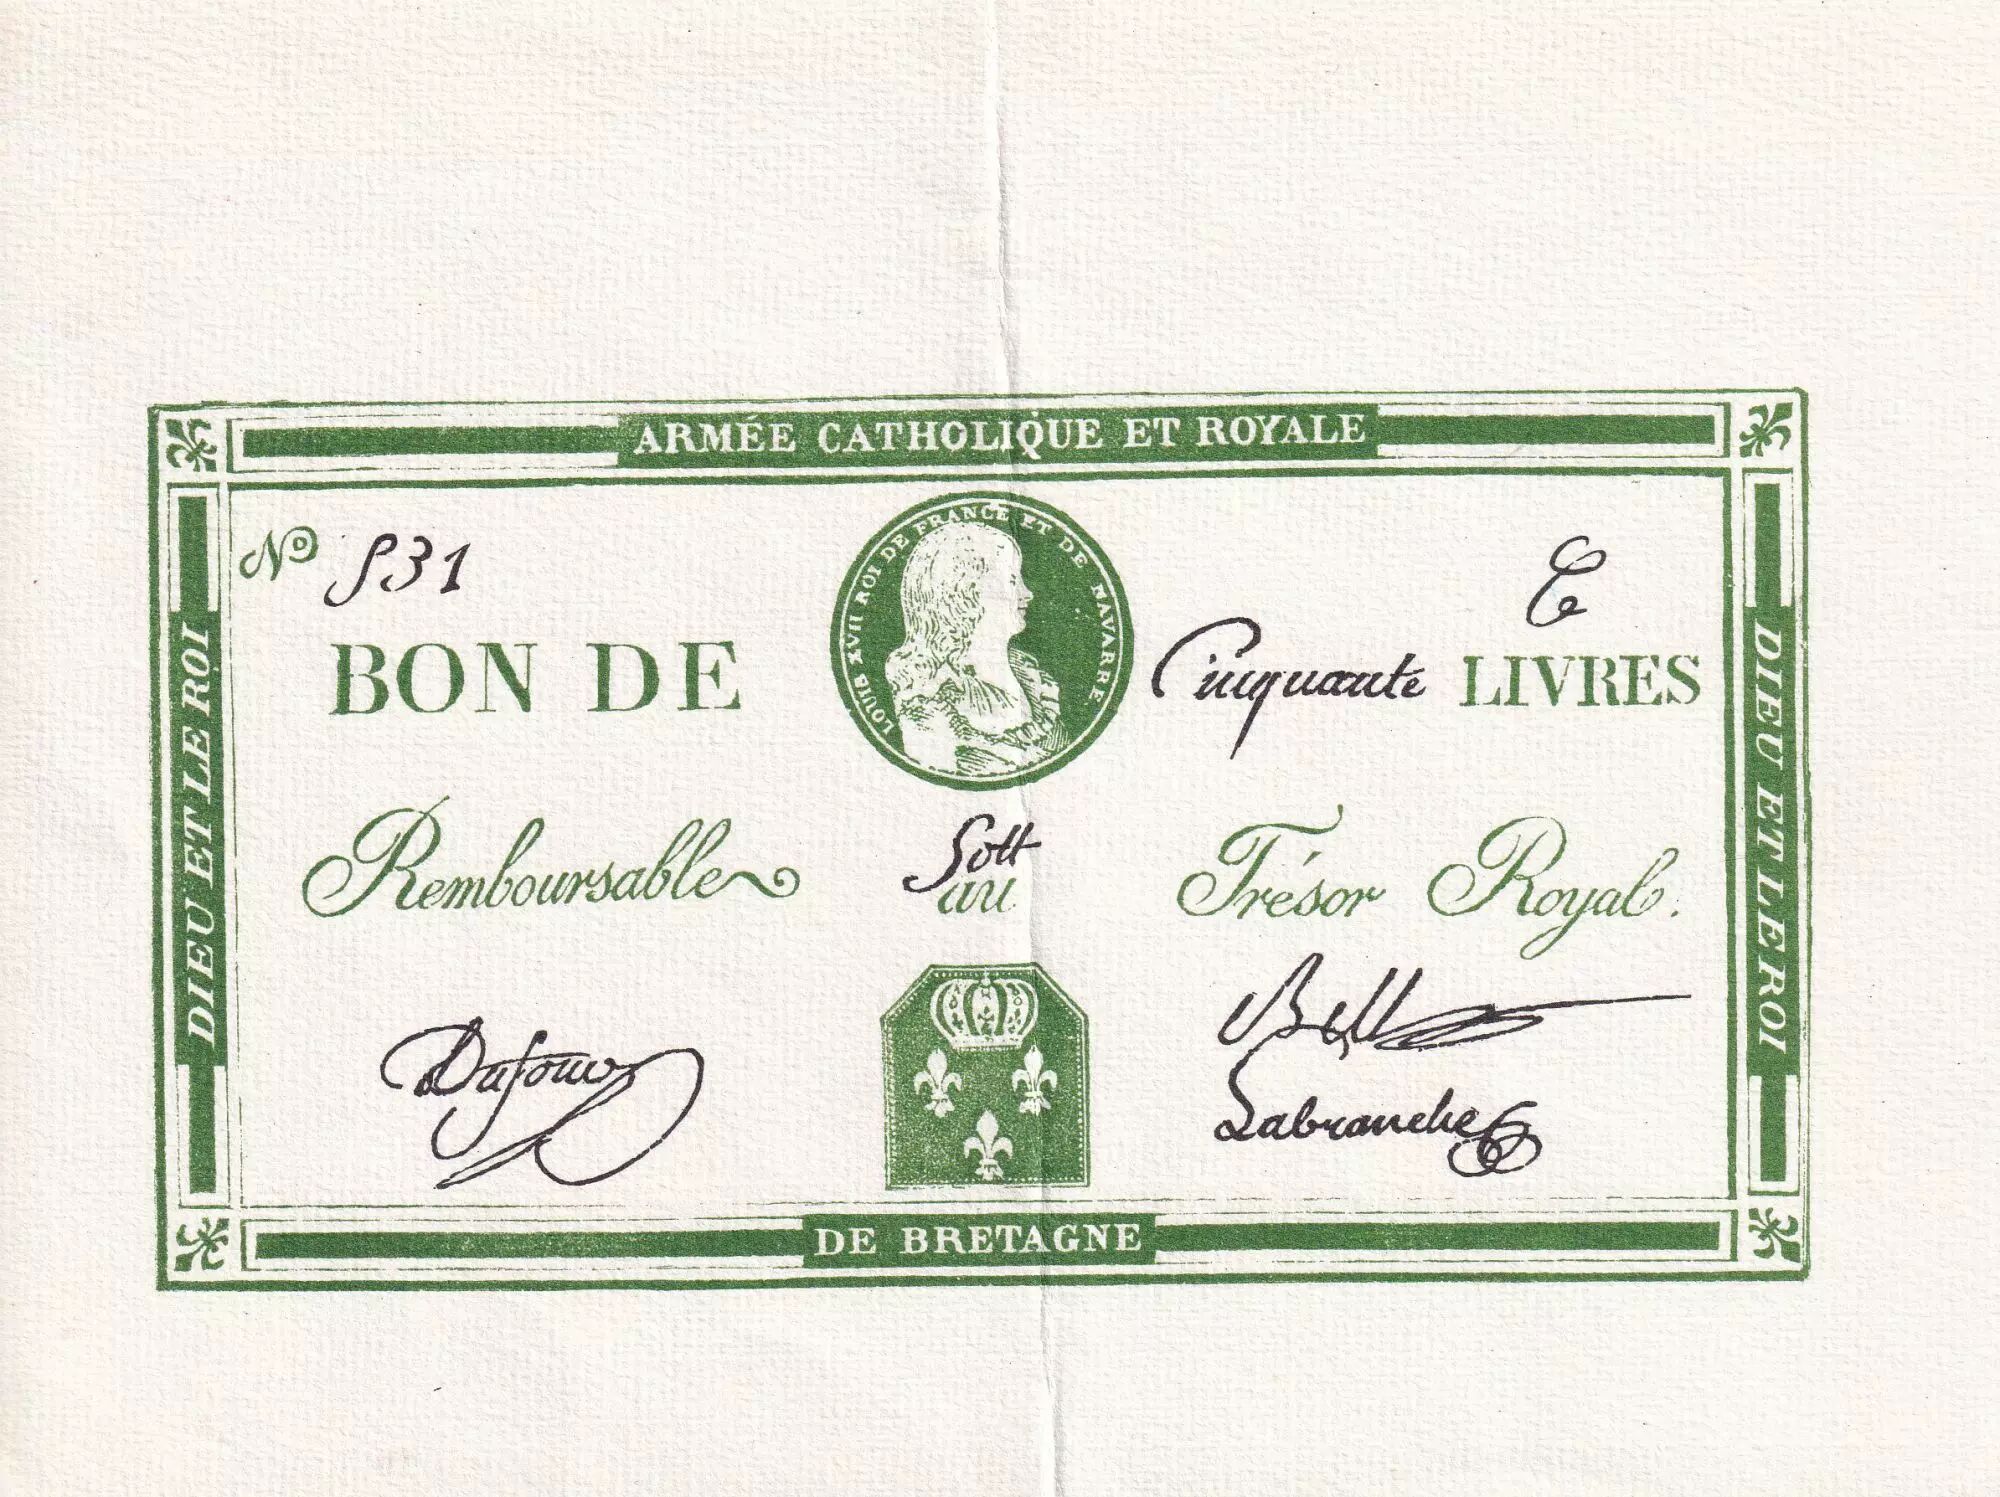 ARMÉE CATHOLIQUE ET ROYALE
DIEU ET LE ROI
LOUIS XVII ROI DE FRANCE ET DE NAVARRE
DIEU ET LE ROI
No 531
BON DE Cinquante LIVRES
Remboursable au Trésor Royal.
Dufour
Labranche
DE BRETAGNE